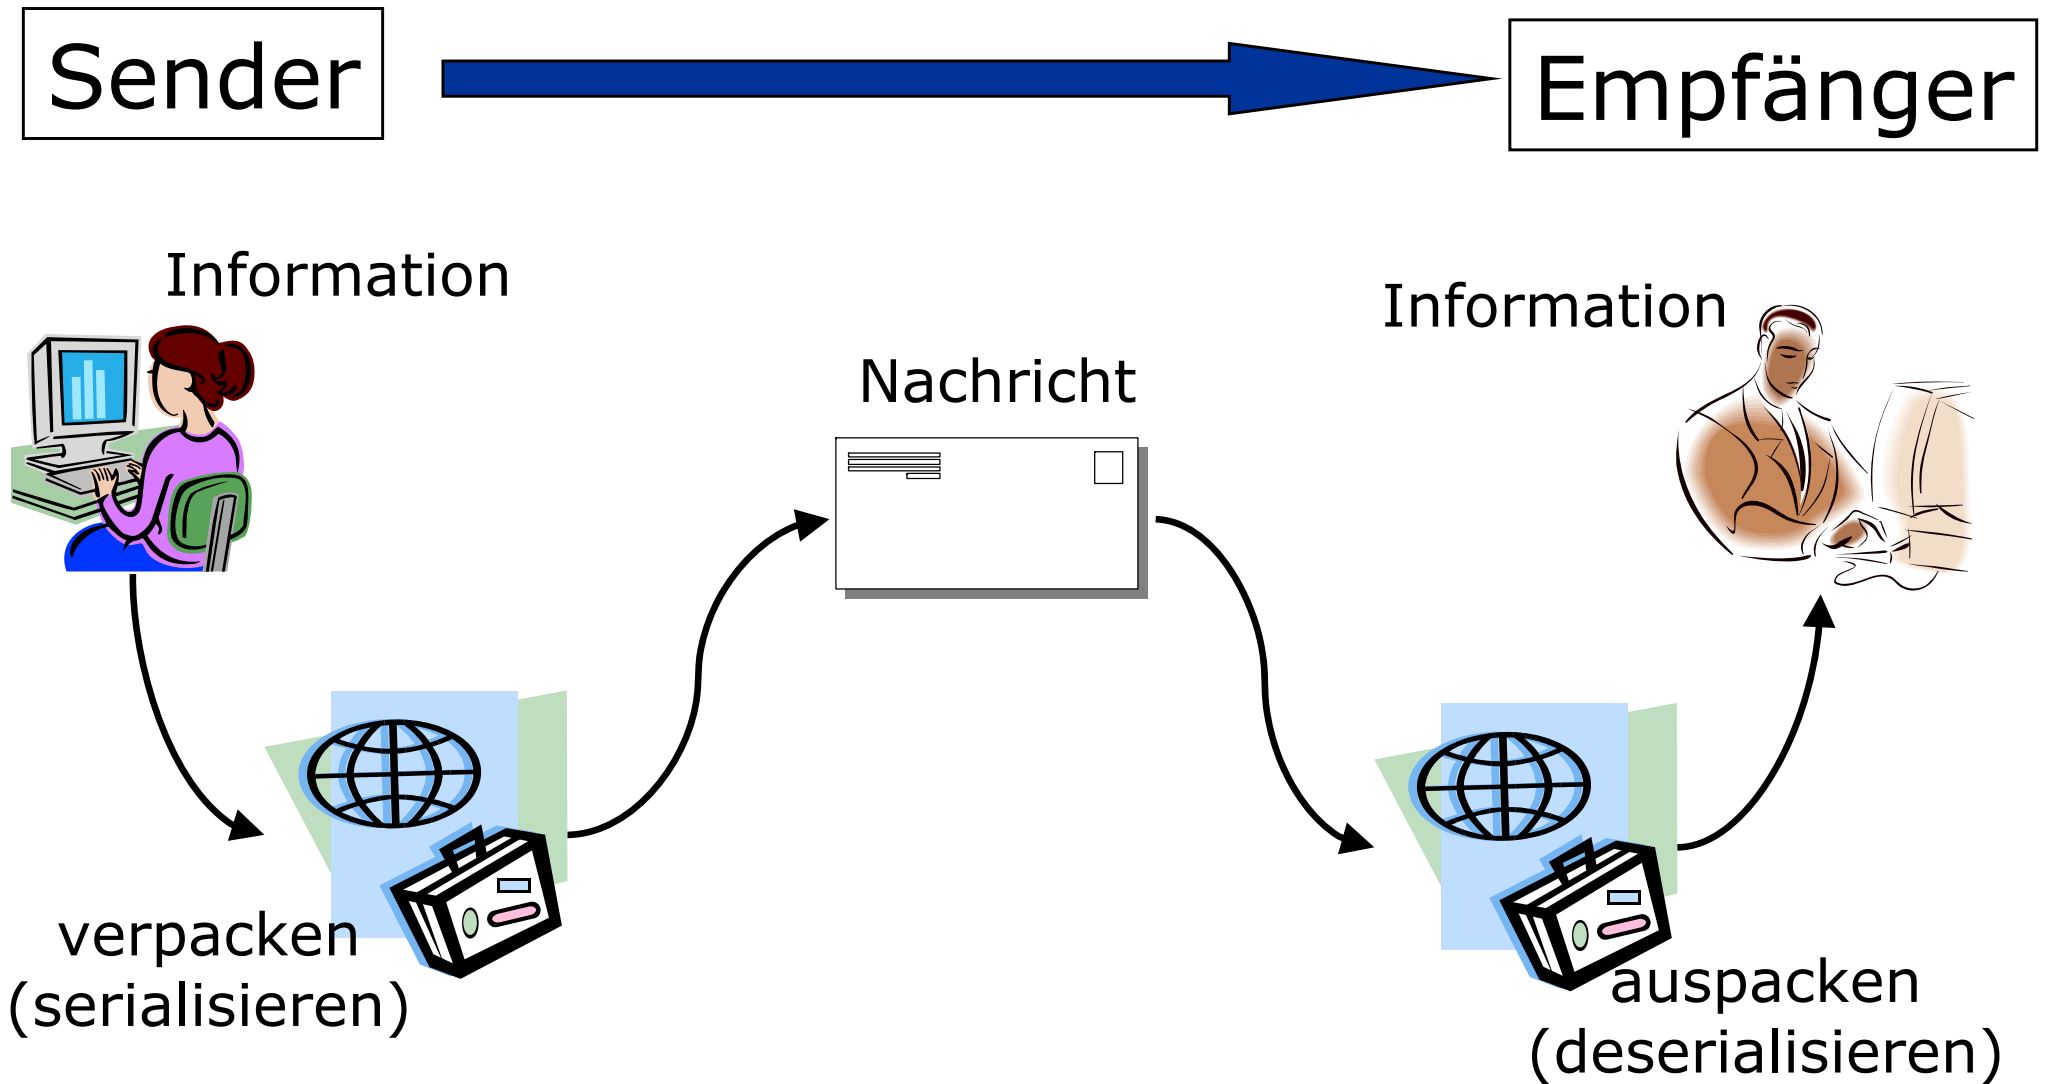 Sender
Empfänger
Information
Information
Nachricht
verpacken
(serialisieren)
auspacken
(deserialisieren)